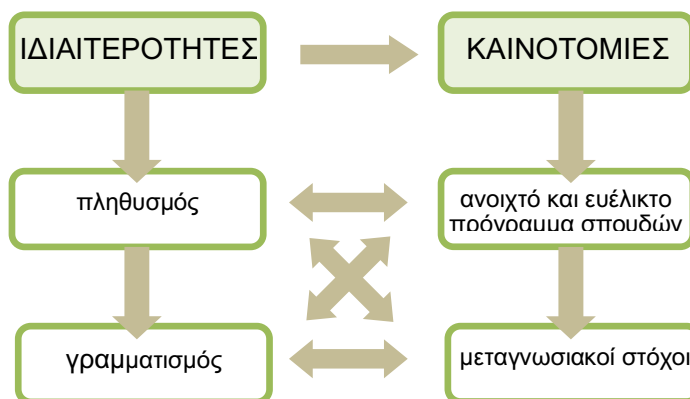 ΙΔΙΑΙΤΕΡΟΤΗΤΕΣ
ΚΑΙΝΟΤΟΜΙΕΣ
πληθυσμός
ανοιχτό και ευέλικτο
πρόγραμμα σπουδών
γραμματισμός
μεταγνωσιακοί στόχοι